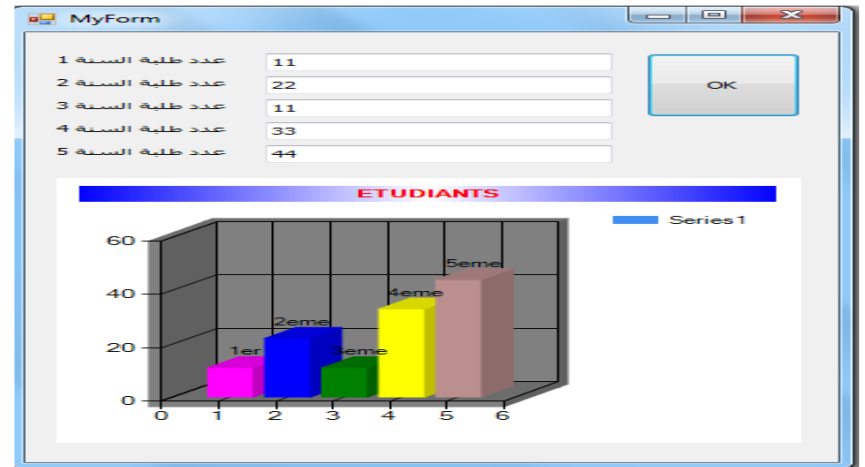 MyForm
عدد طلبة السنة 1
11
عدد طلبة السنة 2
22
عدد طلبة السنة 3
11
عدد طلبة السنة 4
33
عدد طلبة السنة 5
44
OK
ETUDIANTS
Series1
60
40
20
0
1er
2eme
3eme
4eme
5eme
0 1 2 3 4 5 6